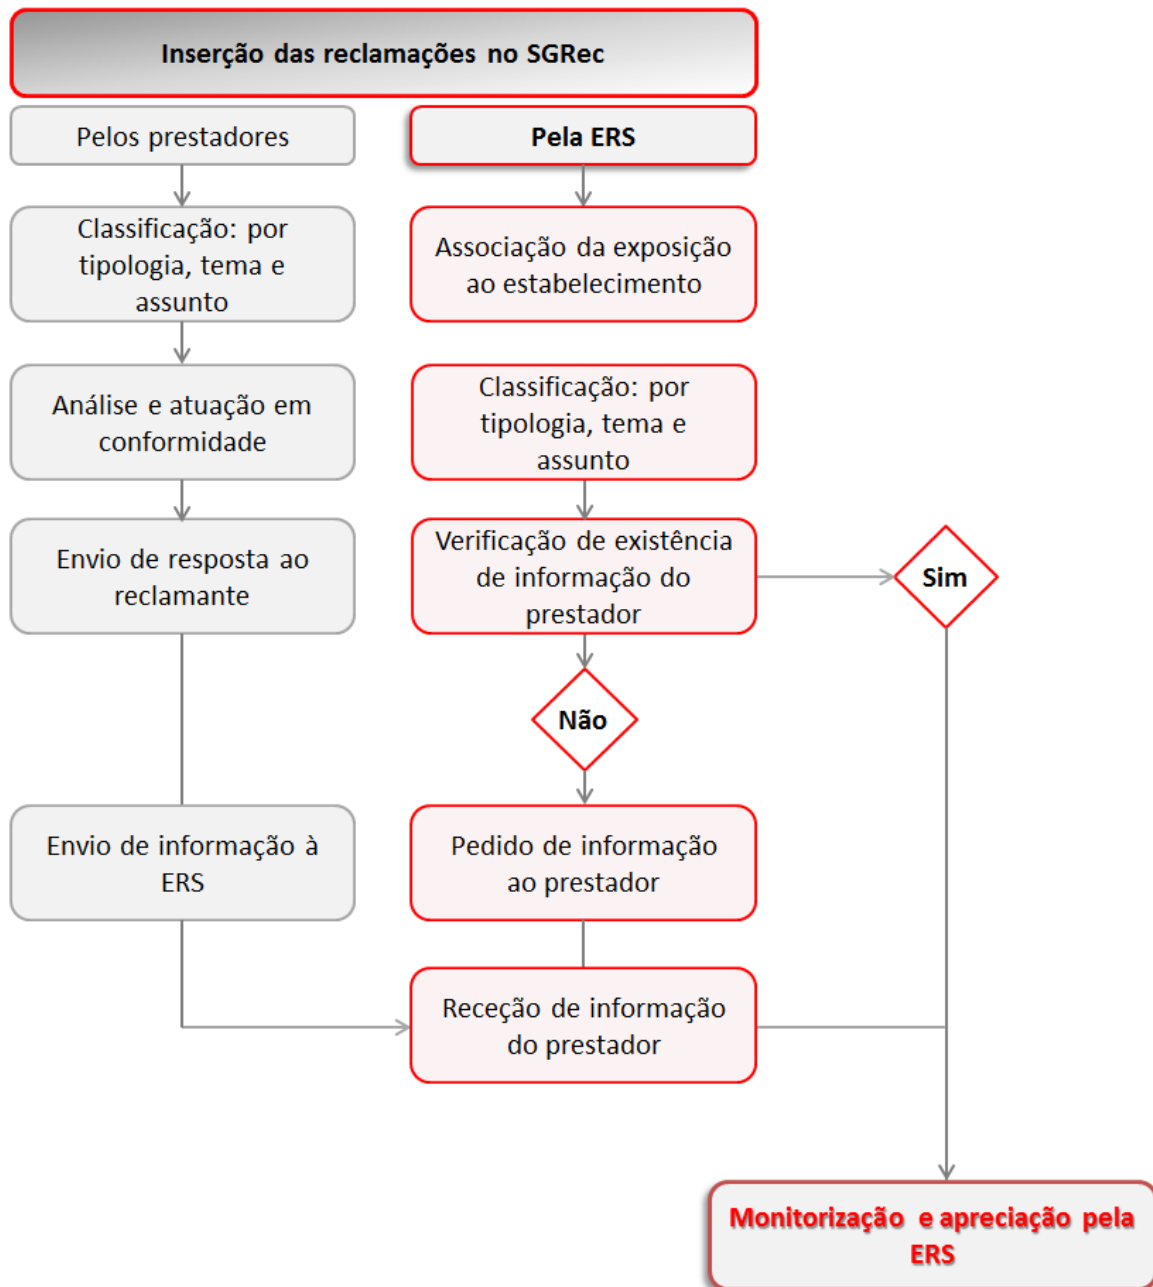 Inserção das reclamações no SGRec
Pelos prestadores
Classificação: por
tipologia, tema e
assunto
Análise e atuação em
conformidade
Envio de resposta ao
reclamante
Envio de informação à
ERS
Pela ERS
Associação da exposição
ao estabelecimento
Classificação: por
tipologia, tema e
assunto
Verificação de existência
de informação do
prestador
Sim
Não
Pedido de informação
ao prestador
Receção de informação
do prestador
Monitorização e apreciação pela
ERS